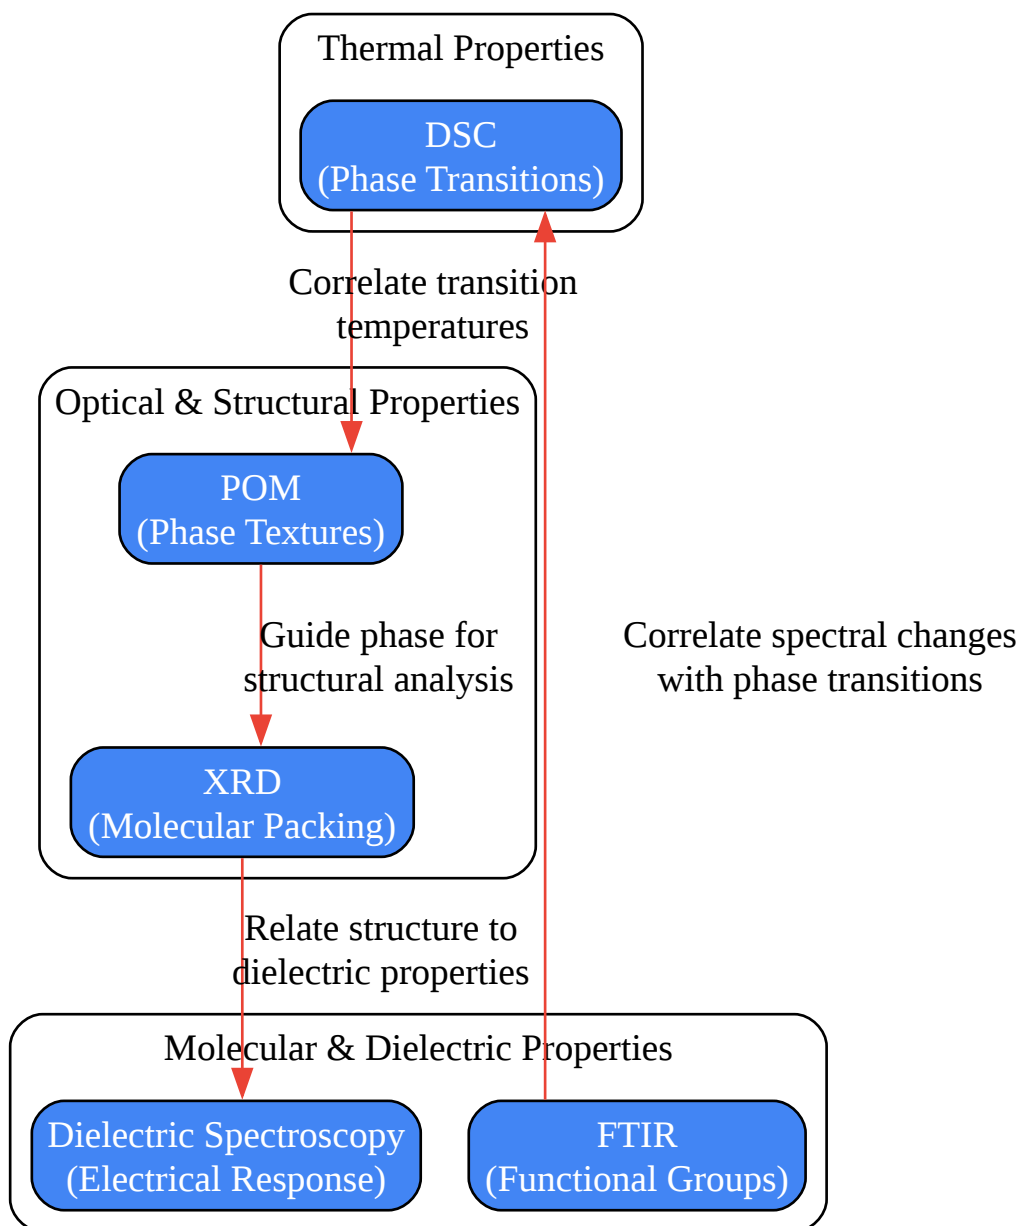 Thermal Properties
DSC
(Phase Transitions)
Correlate transition
temperatures
Optical & Structural Properties
POM
(Phase Textures)
Guide phase for
structural analysis
Correlate spectral changes
with phase transitions
XRD
(Molecular Packing)
Relate structure to
dielectric properties
Molecular & Dielectric Properties
Dielectric Spectroscopy
(Electrical Response)
FTIR
(Functional Groups)